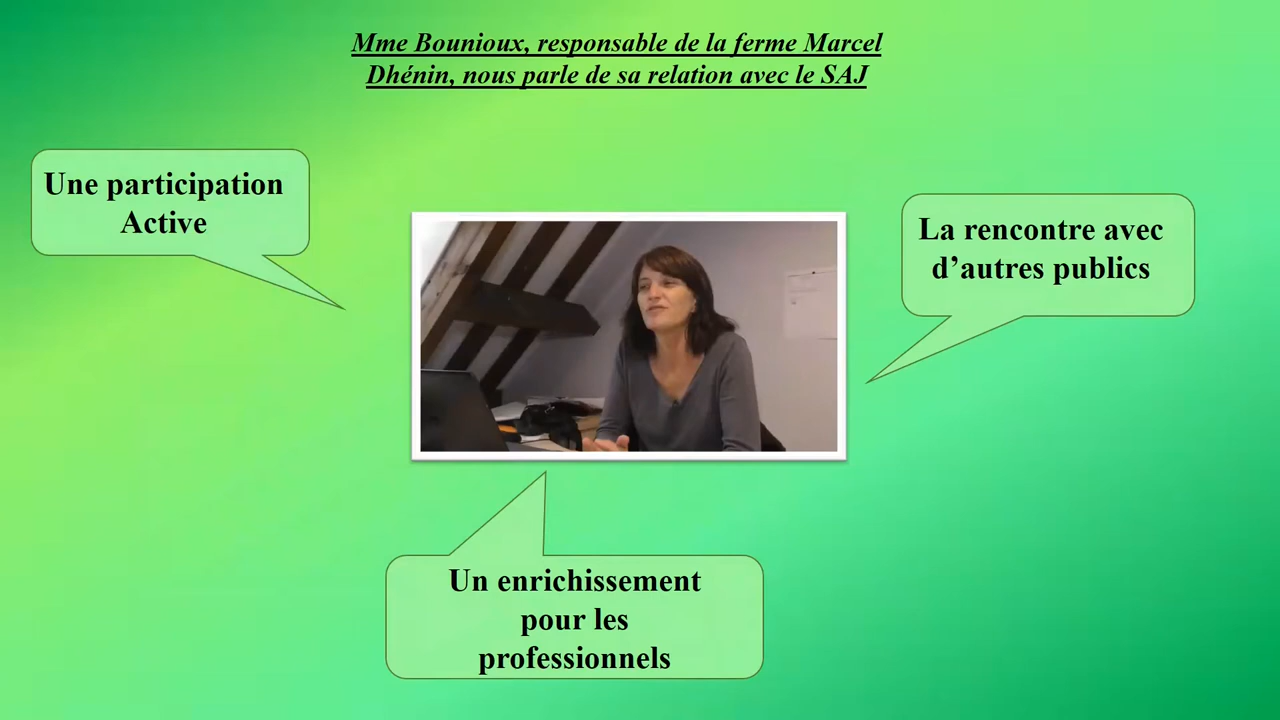 Mme Bounioux, responsable de la ferme Marcel
Dhénin, nous parle de sa relation avec le SAJ
Une participation
Active
La rencontre avec
d’autres publics
Un enrichissement
pour les
professionnels